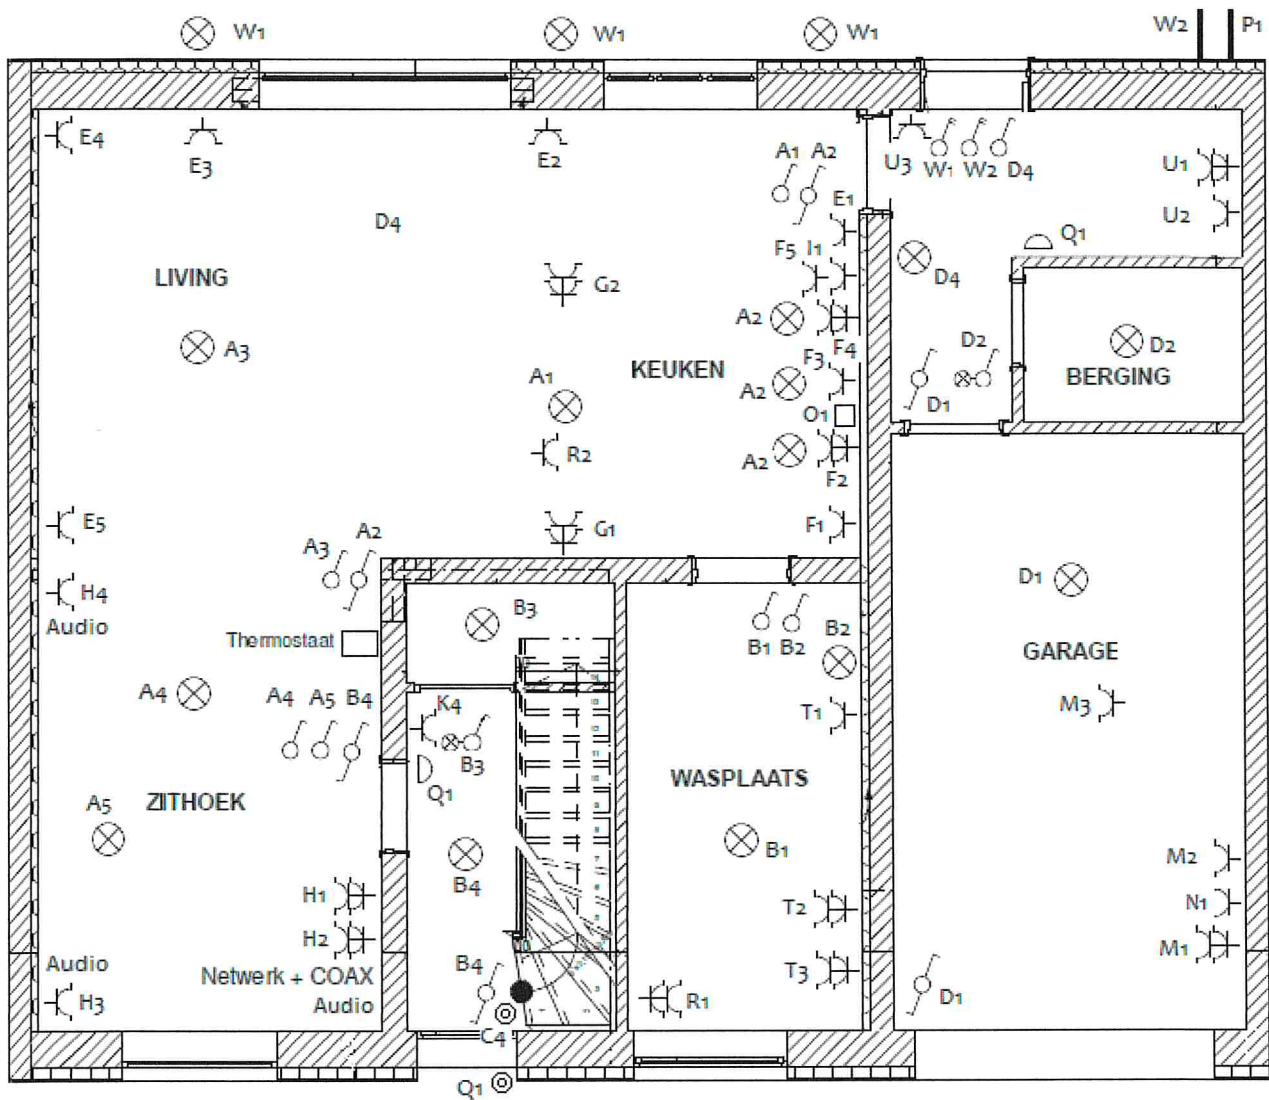 W1
W1
W1
W2
P1
E4
E3
E2
A1
A2
U3
W1
W2
D4
U1
U2
E1
D4
Q1
LIVING
F5
I1
G2
D4
A2
F4
A3
F3
D2
D2
KEUKEN
BERGING
A1
A2
D1
O1
R2
A2
F2
E5
G1
F1
A3
A2
D1
H4
Audio
B3
Thermostaat
B1
B2
B2
GARAGE
A4
A4
A5
B4
K4
T1
M3
B3
Q1
WASPLAATS
A5
ZIITHOEK
B1
B4
M2
H1
T2
N1
H2
M1
Audio
Netwerk + COAX
B4
T3
H3
Audio
R1
D1
C4
Q1